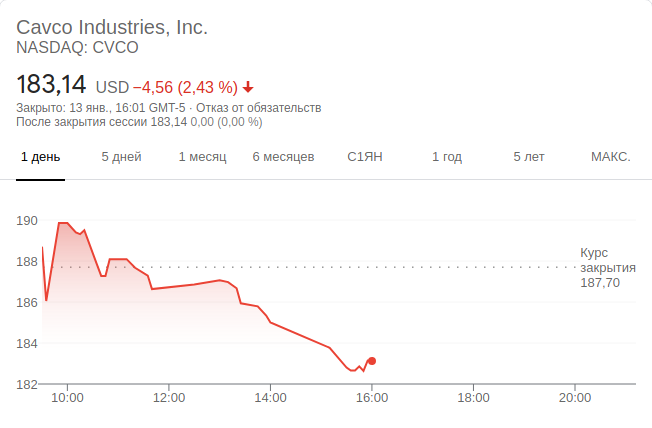 Cavco Industries, Inc.
NASDAQ: CVCO
183,14 USD −4,56 (2,43 %)
Закрыто: 13 янв., 16:01 GMT-5 · Отказ от обязательств
После закрытия сессии 183,14 0,00 (0,00 %)
1 день 5 дней 1 месяц 6 месяцев С1ЯН 1 год 5 лет МАКС.
190
188
186
184
182
Курс
закрытия
187,70
10:00 12:00 14:00 16:00 18:00 20:00